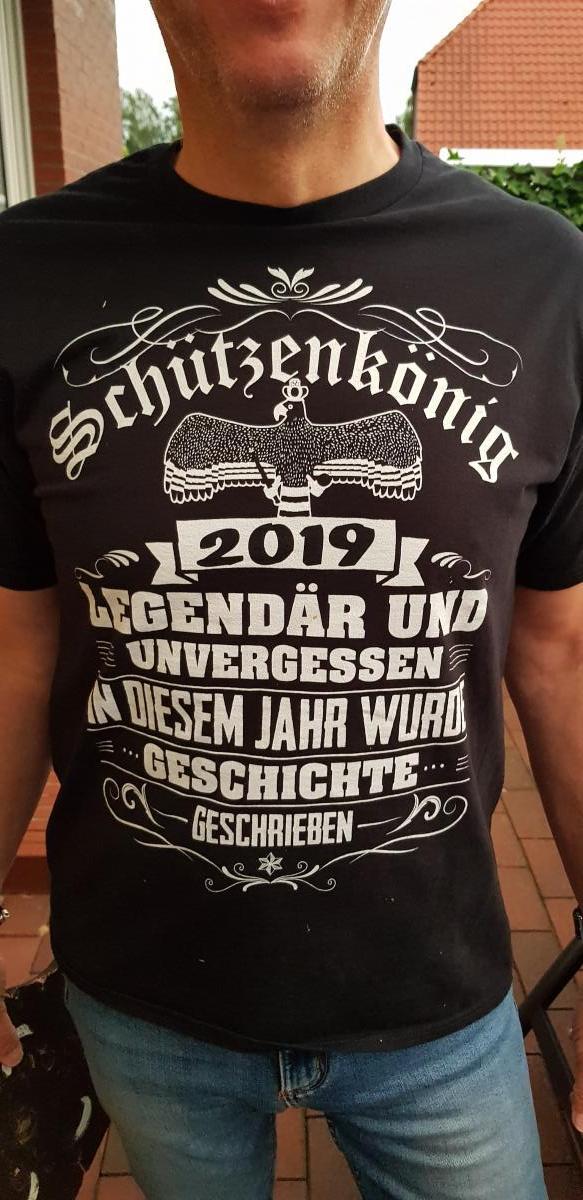 Schützenkönig
2019
LEGENDÄR UND
UNVERGESSEN
IN DIESEM JAHR WURDE
GESCHICHTE
GESCHRIEBEN